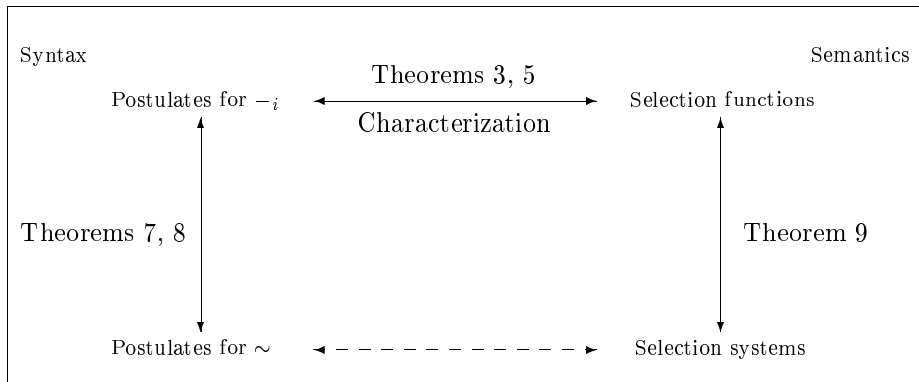 Syntax
Semantics
Theorems 3, 5
Postulates for −ᵢ
Selection functions
Characterization
Theorems 7, 8
Theorem 9
Postulates for ∼
Selection systems